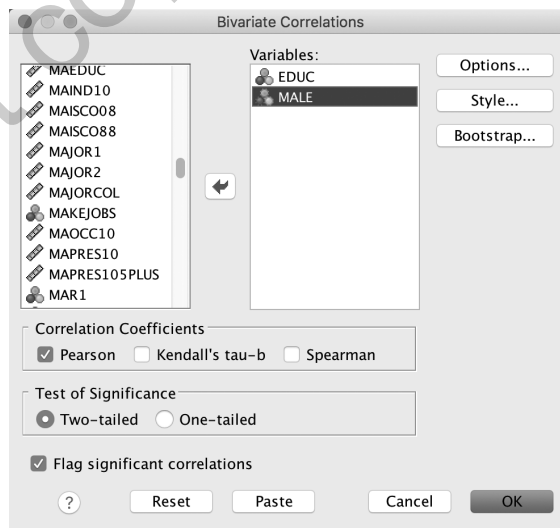 Bivariate Correlations
MAEDUC
MAIND10
MAISCO08
MAISCO88
MAJOR1
MAJOR2
MAJORCOL
MAKEJOBS
MAOCC10
MAPRES10
MAPRES105PLUS
MAR1
Variables:
EDUC
MALE
Options...
Style...
Bootstrap...
Correlation Coefficients
Pearson Kendall's tau-b Spearman
Test of Significance
Two-tailed One-tailed
Flag significant correlations
? Reset Paste Cancel OK